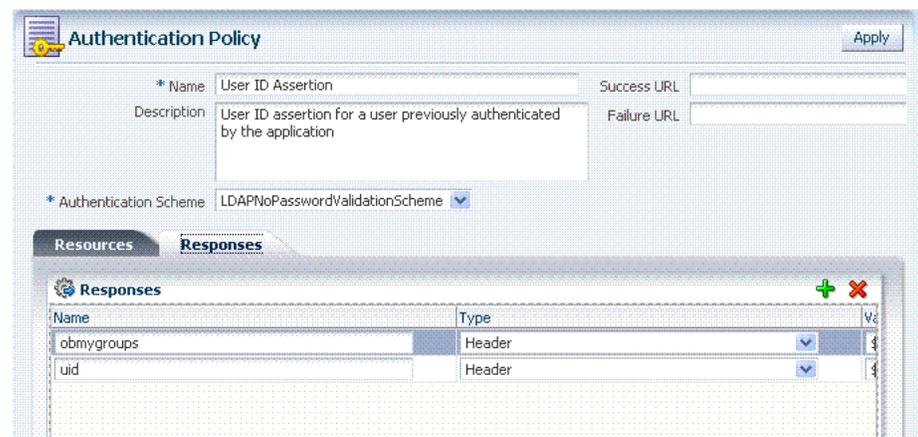 Authentication Policy
Apply
* Name User ID Assertion
Success URL
Description User ID assertion for a user previously authenticated
by the application
Failure URL
* Authentication Scheme LDAPNoPasswordValidationScheme
Resources Responses
Responses
Name Type
obmygroups Header
uid Header